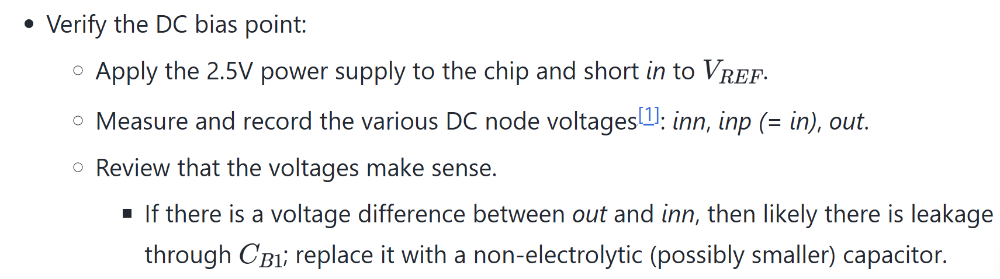 • Verify the DC bias point:
○ Apply the 2.5V power supply to the chip and short in to V_{REF}.
○ Measure and record the various DC node voltages[1]: inn, inp (= in), out.
○ Review that the voltages make sense.
■ If there is a voltage difference between out and inn, then likely there is leakage
through C_{B1}; replace it with a non-electrolytic (possibly smaller) capacitor.